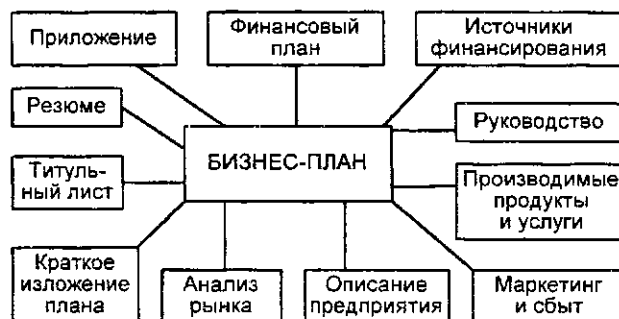 Приложение
Финансовый
план
Источники
финансирования
Резюме
Руководство
БИЗНЕС-ПЛАН
Титуль-
ный лист
Производимые
продукты
и услуги
Краткое
изложение
плана
Анализ
рынка
Описание
предприятия
Маркетинг
и сбыт